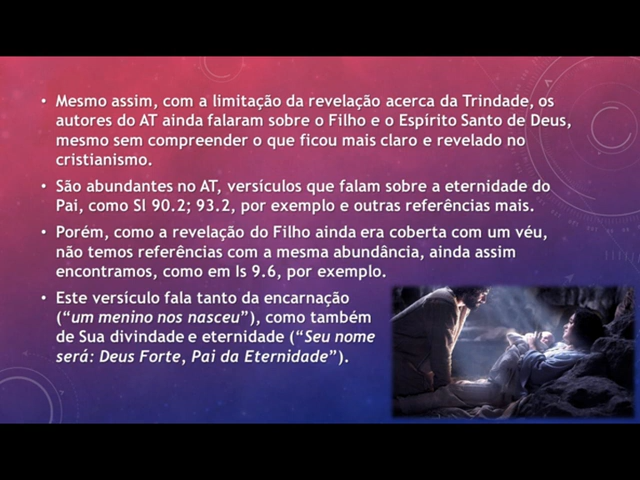 • Mesmo assim, com a limitação da revelação acerca da Trindade, os
autores do AT ainda falaram sobre o Filho e o Espírito Santo de Deus,
mesmo sem compreender o que ficou mais claro e revelado no
cristianismo.
• São abundantes no AT, versículos que falam sobre a eternidade do
Pai, como Sl 90.2; 93.2, por exemplo e outras referências mais.
• Porém, como a revelação do Filho ainda era coberta com um véu,
não temos referências com a mesma abundância, ainda assim
encontramos, como em Is 9.6, por exemplo.
• Este versículo fala tanto da encarnação
(“um menino nos nasceu”), como também
de Sua divindade e eternidade (“Seu nome
será: Deus Forte, Pai da Eternidade”).